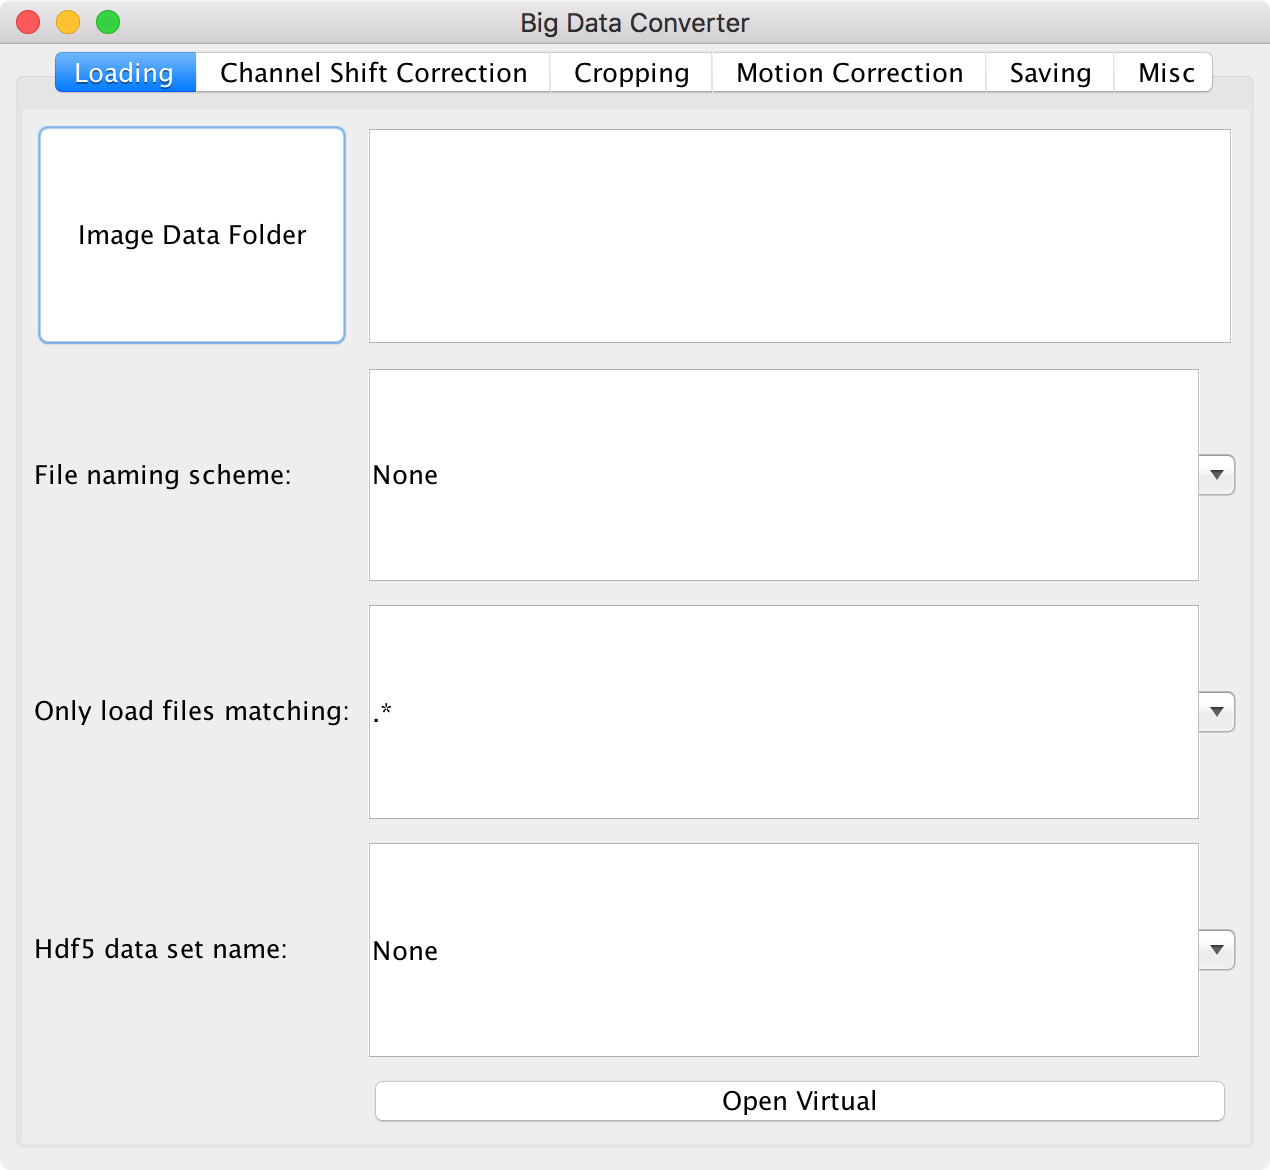 Big Data Converter
Loading Channel Shift Correction Cropping Motion Correction Saving Misc
Image Data Folder
File naming scheme: None
Only load files matching: .*
Hdf5 data set name: None
Open Virtual